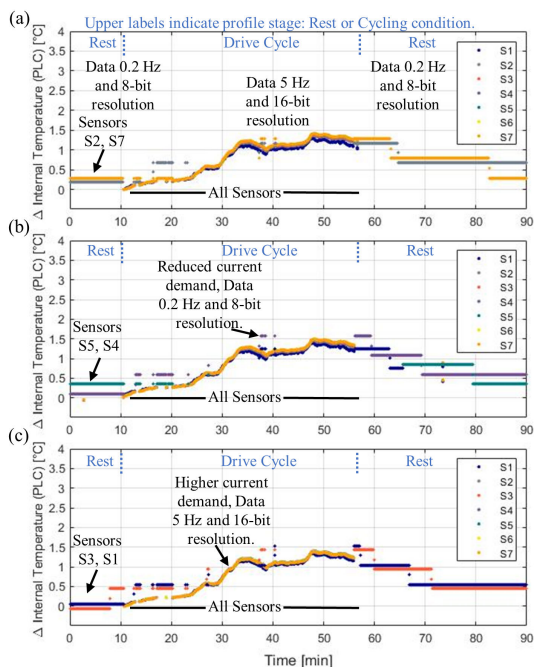 Upper labels indicate profile stage: Rest or Cycling condition.
(a)
Rest
Drive Cycle
Rest
Data 0.2 Hz
and 8-bit
resolution
Sensors
S2, S7
Data 5 Hz
and 16-bit
resolution
Data 0.2 Hz
and 8-bit
resolution
All Sensors
S1
S2
S3
S4
S5
S6
S7
Δ Internal Temperature (PLC) [°C]
4
3.5
3
2.5
2
1.5
1
0.5
0
0 10 20 30 40 50 60 70 80 90
(b)
Rest
Drive Cycle
Rest
Reduced current
demand, Data
0.2 Hz and 8-bit
resolution.
Sensors
S5, S4
All Sensors
S1
S2
S3
S4
S5
S6
S7
Δ Internal Temperature (PLC) [°C]
4
3.5
3
2.5
2
1.5
1
0.5
0
0 10 20 30 40 50 60 70 80 90
(c)
Rest
Drive Cycle
Rest
Higher current
demand, Data
5 Hz and 16-bit
resolution.
Sensors
S3, S1
All Sensors
S1
S2
S3
S4
S5
S6
S7
Δ Internal Temperature (PLC) [°C]
4
3.5
3
2.5
2
1.5
1
0.5
0
0 10 20 30 40 50 60 70 80 90
Time [min]